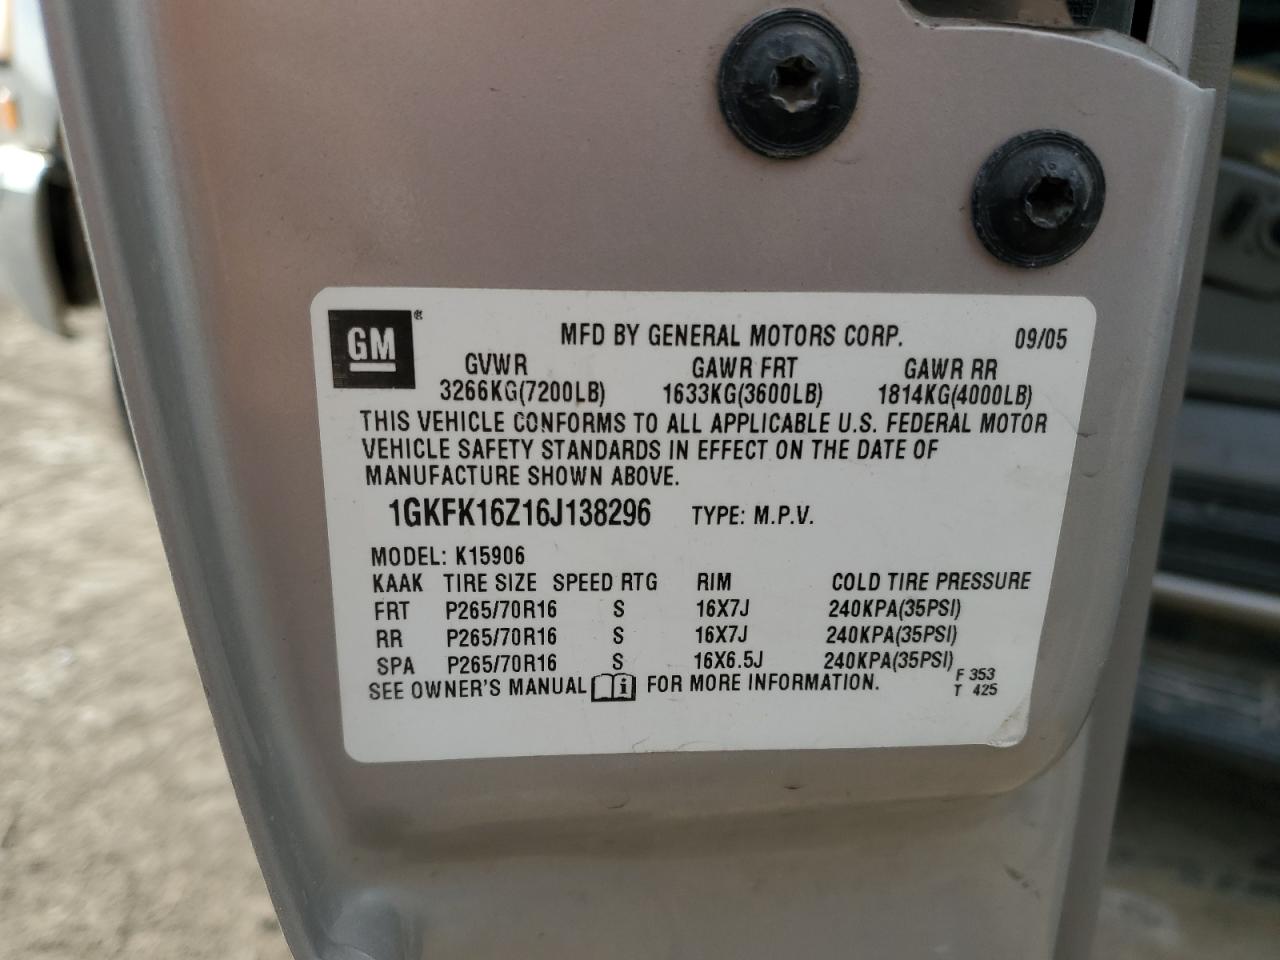 GM®
MFD BY GENERAL MOTORS CORP. 09/05
GVWR GAWR FRT GAWR RR
3266KG(7200LB) 1633KG(3600LB) 1814KG(4000LB)
THIS VEHICLE CONFORMS TO ALL APPLICABLE U.S. FEDERAL MOTOR
VEHICLE SAFETY STANDARDS IN EFFECT ON THE DATE OF
MANUFACTURE SHOWN ABOVE.
1GKFK16Z16J138296 TYPE: M.P.V.
MODEL: K15906
KAAK TIRE SIZE SPEED RTG RIM COLD TIRE PRESSURE
FRT P265/70R16 S 16X7J 240KPA(35PSI)
RR P265/70R16 S 16X7J 240KPA(35PSI)
SPA P265/70R16 S 16X6.5J 240KPA(35PSI)
SEE OWNER'S MANUAL i FOR MORE INFORMATION. F 353
T 425